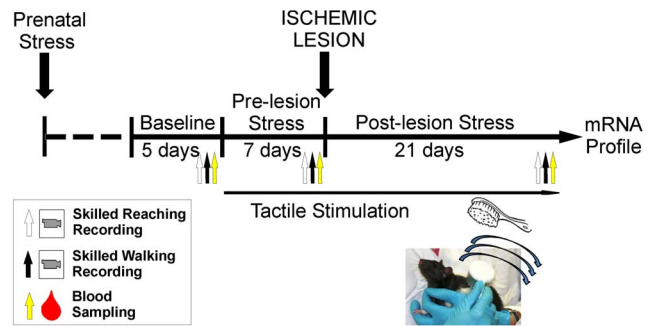 Prenatal
Stress
ISCHEMIC
LESION
Baseline
5 days
Pre-lesion
Stress
7 days
Post-lesion Stress
21 days
mRNA
Profile
Tactile Stimulation
Skilled Reaching
Recording
Skilled Walking
Recording
Blood
Sampling